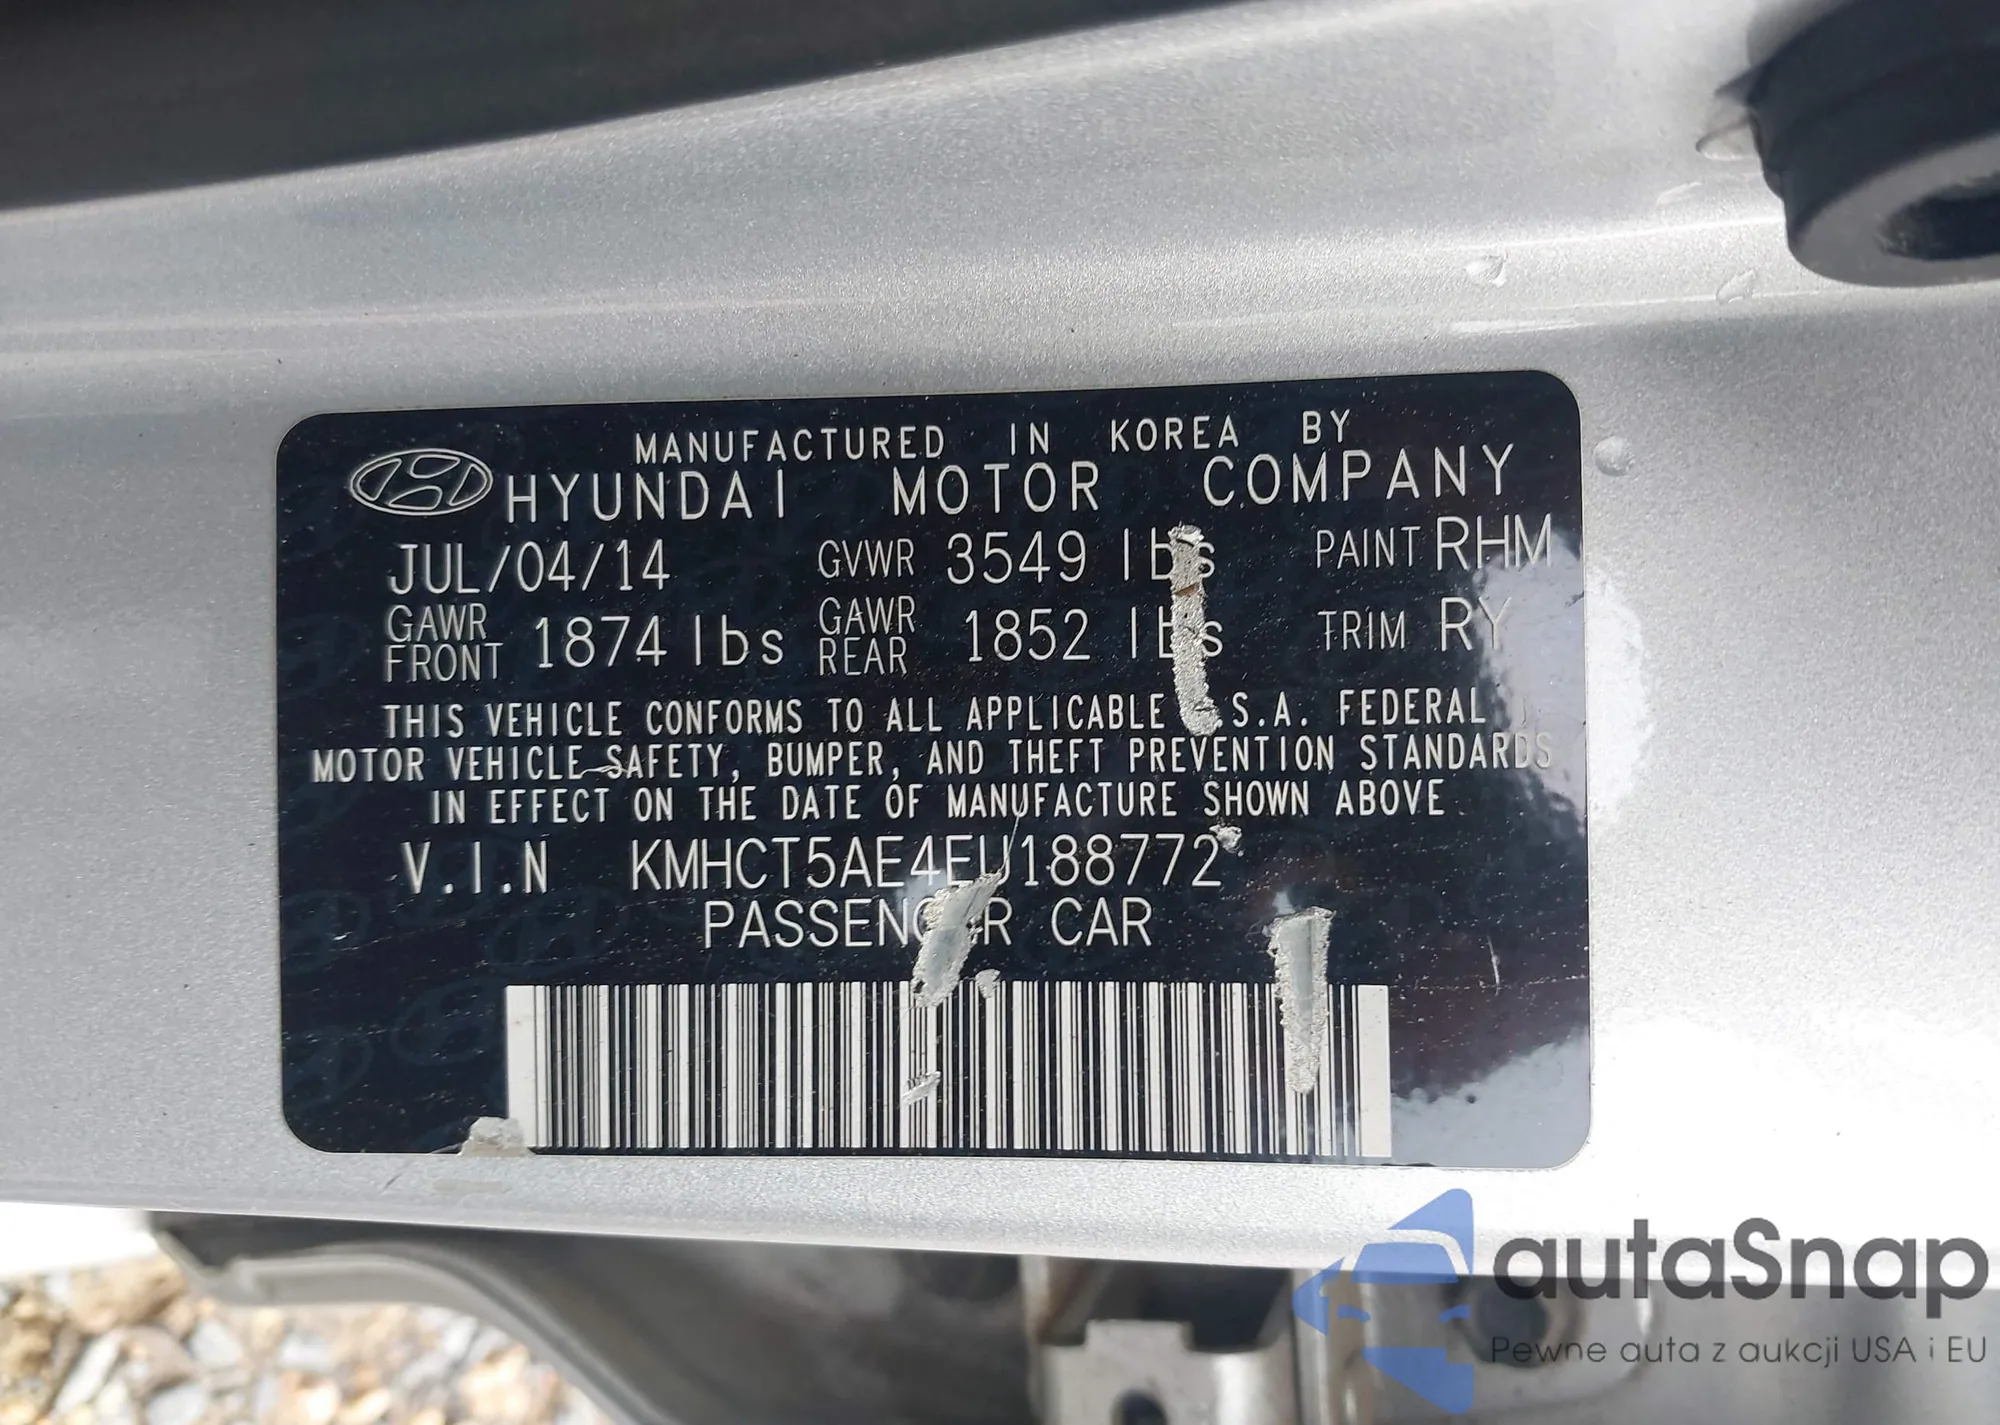 MANUFACTURED IN KOREA BY
HYUNDAI MOTOR COMPANY
JUL/04/14 GVWR 3549 lbs PAINT RHM
GAWR FRONT 1874 lbs GAWR REAR 1852 lbs TRIM RY
THIS VEHICLE CONFORMS TO ALL APPLICABLE .S.A. FEDERAL
MOTOR VEHICLE SAFETY, BUMPER, AND THEFT PREVENTION STANDARDS
IN EFFECT ON THE DATE OF MANUFACTURE SHOWN ABOVE.
V.I.N KMHCT5AE4EU188772
PASSENGER CAR
autaSnap
Pewne auta z aukcji USA i EU